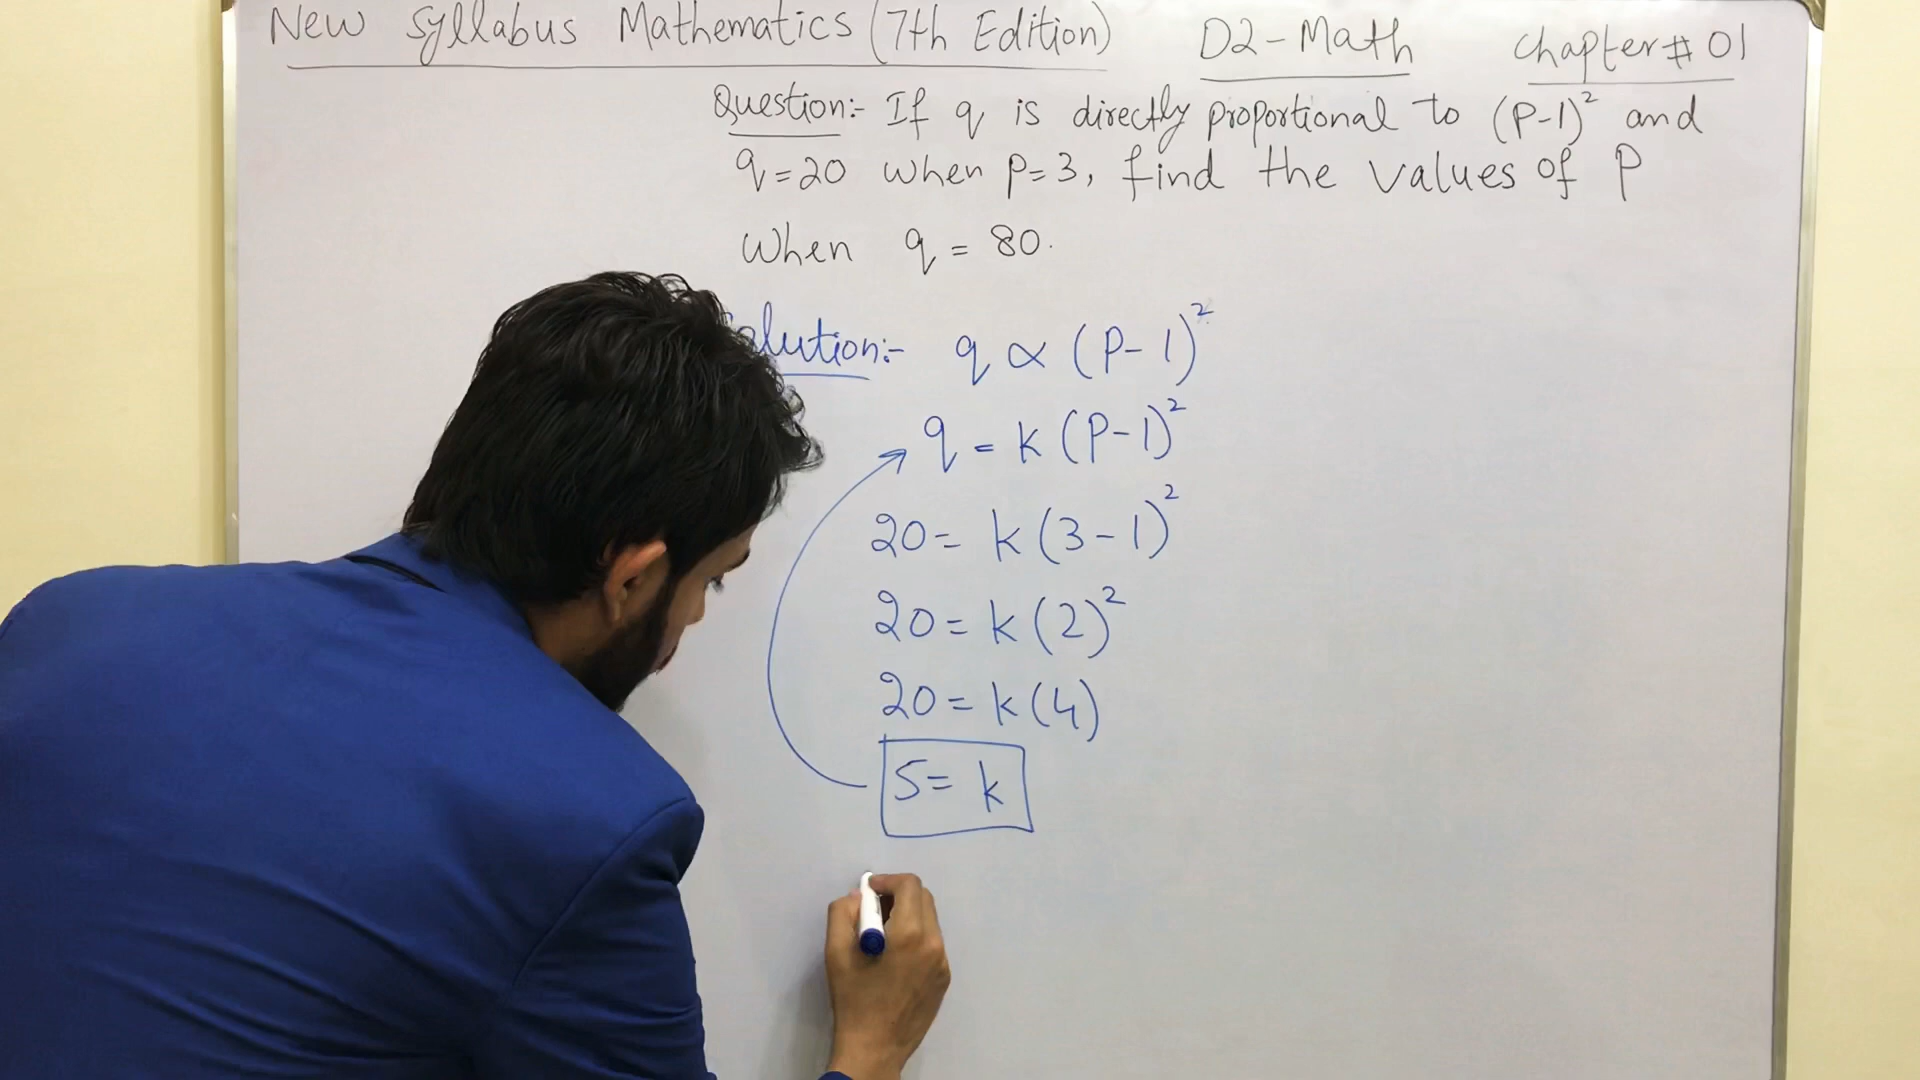 New Syllabus Mathematics (7th Edition) D2-Math Chapter# 01
Question:- If q is directly proportional to (P-1)² and
q=20 when p=3, find the values of P
when q = 80.
Solution:- q ∝ (P-1)²
q = k(P-1)²
20= k(3-1)²
20= k(2)²
20= k(4)
5= k